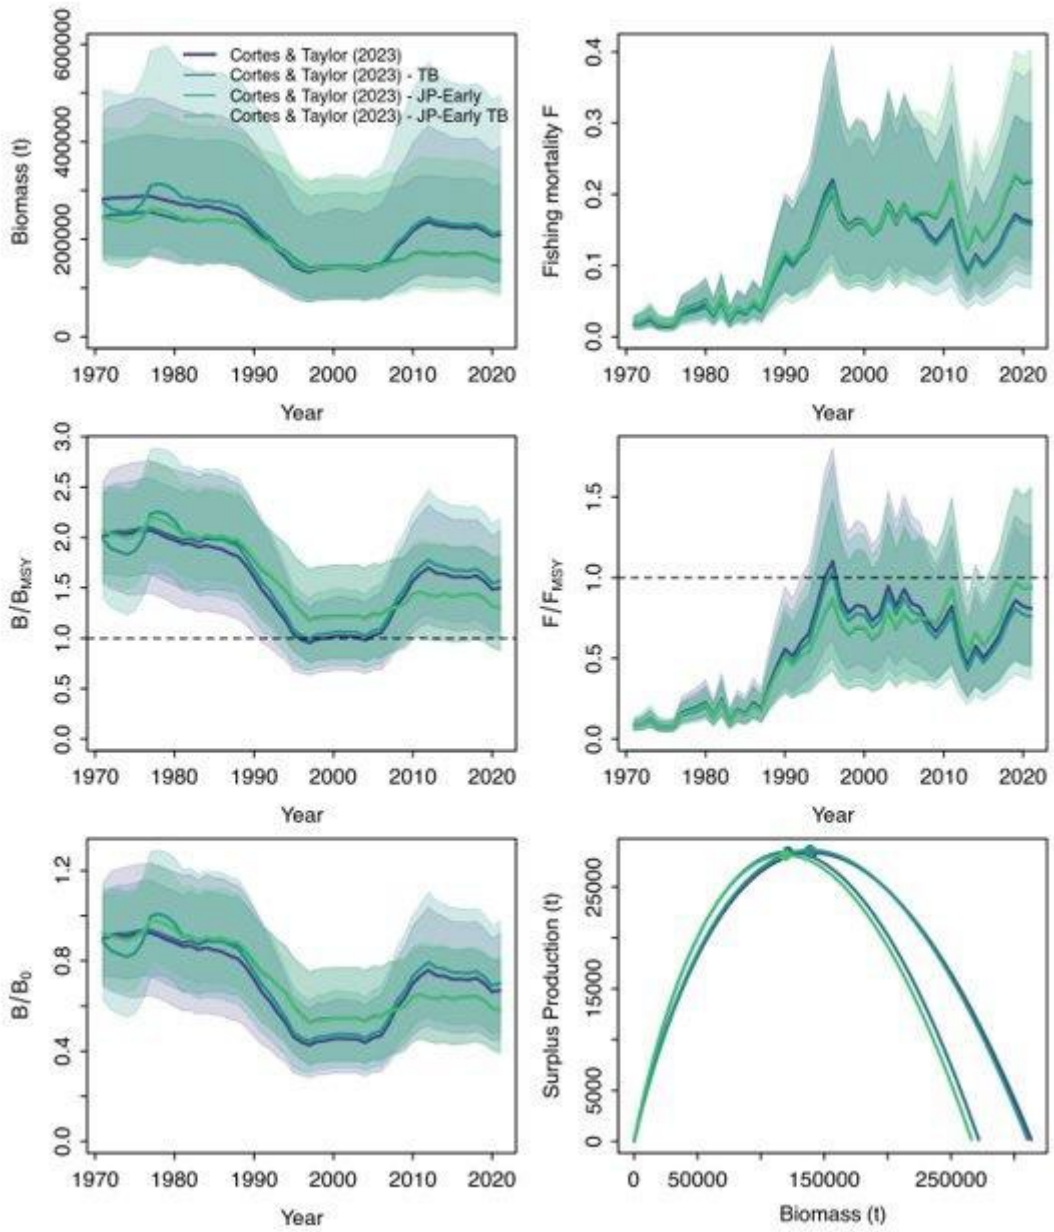 Cortes & Taylor (2023)
Cortes & Taylor (2023) - TB
Cortes & Taylor (2023) - JP-Early
Cortes & Taylor (2023) - JP-Early TB
Biomass (t)
0 200000 400000 600000
1970 1980 1990 2000 2010 2020
Year
Fishing mortality F
0.0 0.1 0.2 0.3 0.4
1970 1980 1990 2000 2010 2020
Year
B/BMSY
0.0 0.5 1.0 1.5 2.0 2.5 3.0
1970 1980 1990 2000 2010 2020
Year
F/FMSY
0.0 0.5 1.0 1.5
1970 1980 1990 2000 2010 2020
Year
B/B0
0.0 0.4 0.8 1.2
1970 1980 1990 2000 2010 2020
Year
Surplus Production (t)
0 5000 15000 25000
0 50000 150000 250000
Biomass (t)